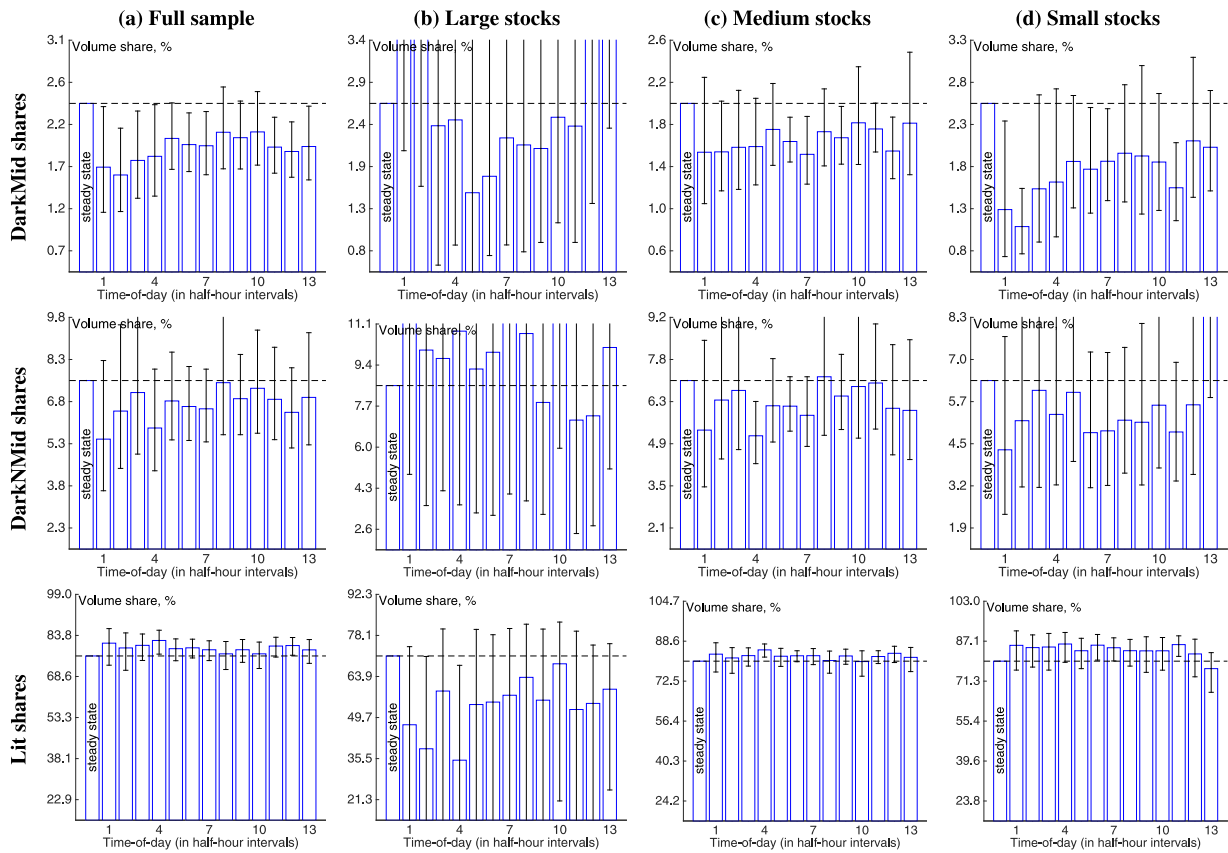 (a) Full sample
(b) Large stocks
(c) Medium stocks
(d) Small stocks
DarkMid shares
Volume share, %
3.1
2.6
2.2
1.7
1.2
0.7
steady state
1 4 7 10 13
Time-of-day (in half-hour intervals)
Volume share, %
3.4
2.9
2.4
1.9
1.3
0.8
steady state
1 4 7 10 13
Time-of-day (in half-hour intervals)
Volume share, %
2.6
2.2
1.8
1.4
1.0
0.6
steady state
1 4 7 10 13
Time-of-day (in half-hour intervals)
Volume share, %
3.3
2.8
2.3
1.8
1.3
0.8
steady state
1 4 7 10 13
Time-of-day (in half-hour intervals)
DarkNMid shares
Volume share, %
9.8
8.3
6.8
5.3
3.8
2.3
steady state
1 4 7 10 13
Time-of-day (in half-hour intervals)
Volume share, %
11.1
9.4
7.7
6.0
4.3
2.6
steady state
1 4 7 10 13
Time-of-day (in half-hour intervals)
Volume share, %
9.2
7.8
6.3
4.9
3.5
2.1
steady state
1 4 7 10 13
Time-of-day (in half-hour intervals)
Volume share, %
8.3
7.0
5.7
4.5
3.2
1.9
steady state
1 4 7 10 13
Time-of-day (in half-hour intervals)
Lit shares
Volume share, %
99.0
83.8
68.6
53.3
38.1
22.9
steady state
1 4 7 10 13
Time-of-day (in half-hour intervals)
Volume share, %
92.3
78.1
63.9
49.7
35.5
21.3
steady state
1 4 7 10 13
Time-of-day (in half-hour intervals)
Volume share, %
104.7
88.6
72.5
56.4
40.3
24.2
steady state
1 4 7 10 13
Time-of-day (in half-hour intervals)
Volume share, %
103.0
87.1
71.3
55.4
39.6
23.8
steady state
1 4 7 10 13
Time-of-day (in half-hour intervals)